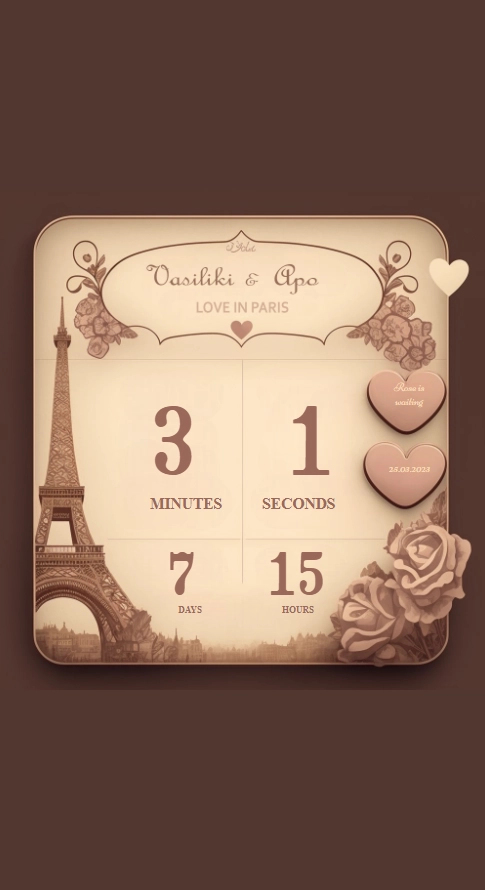 Vasiliki & Apo
LOVE IN PARIS
Rose is
waiting
3
MINUTES
1
SECONDS
25.03.2023
7
DAYS
15
HOURS